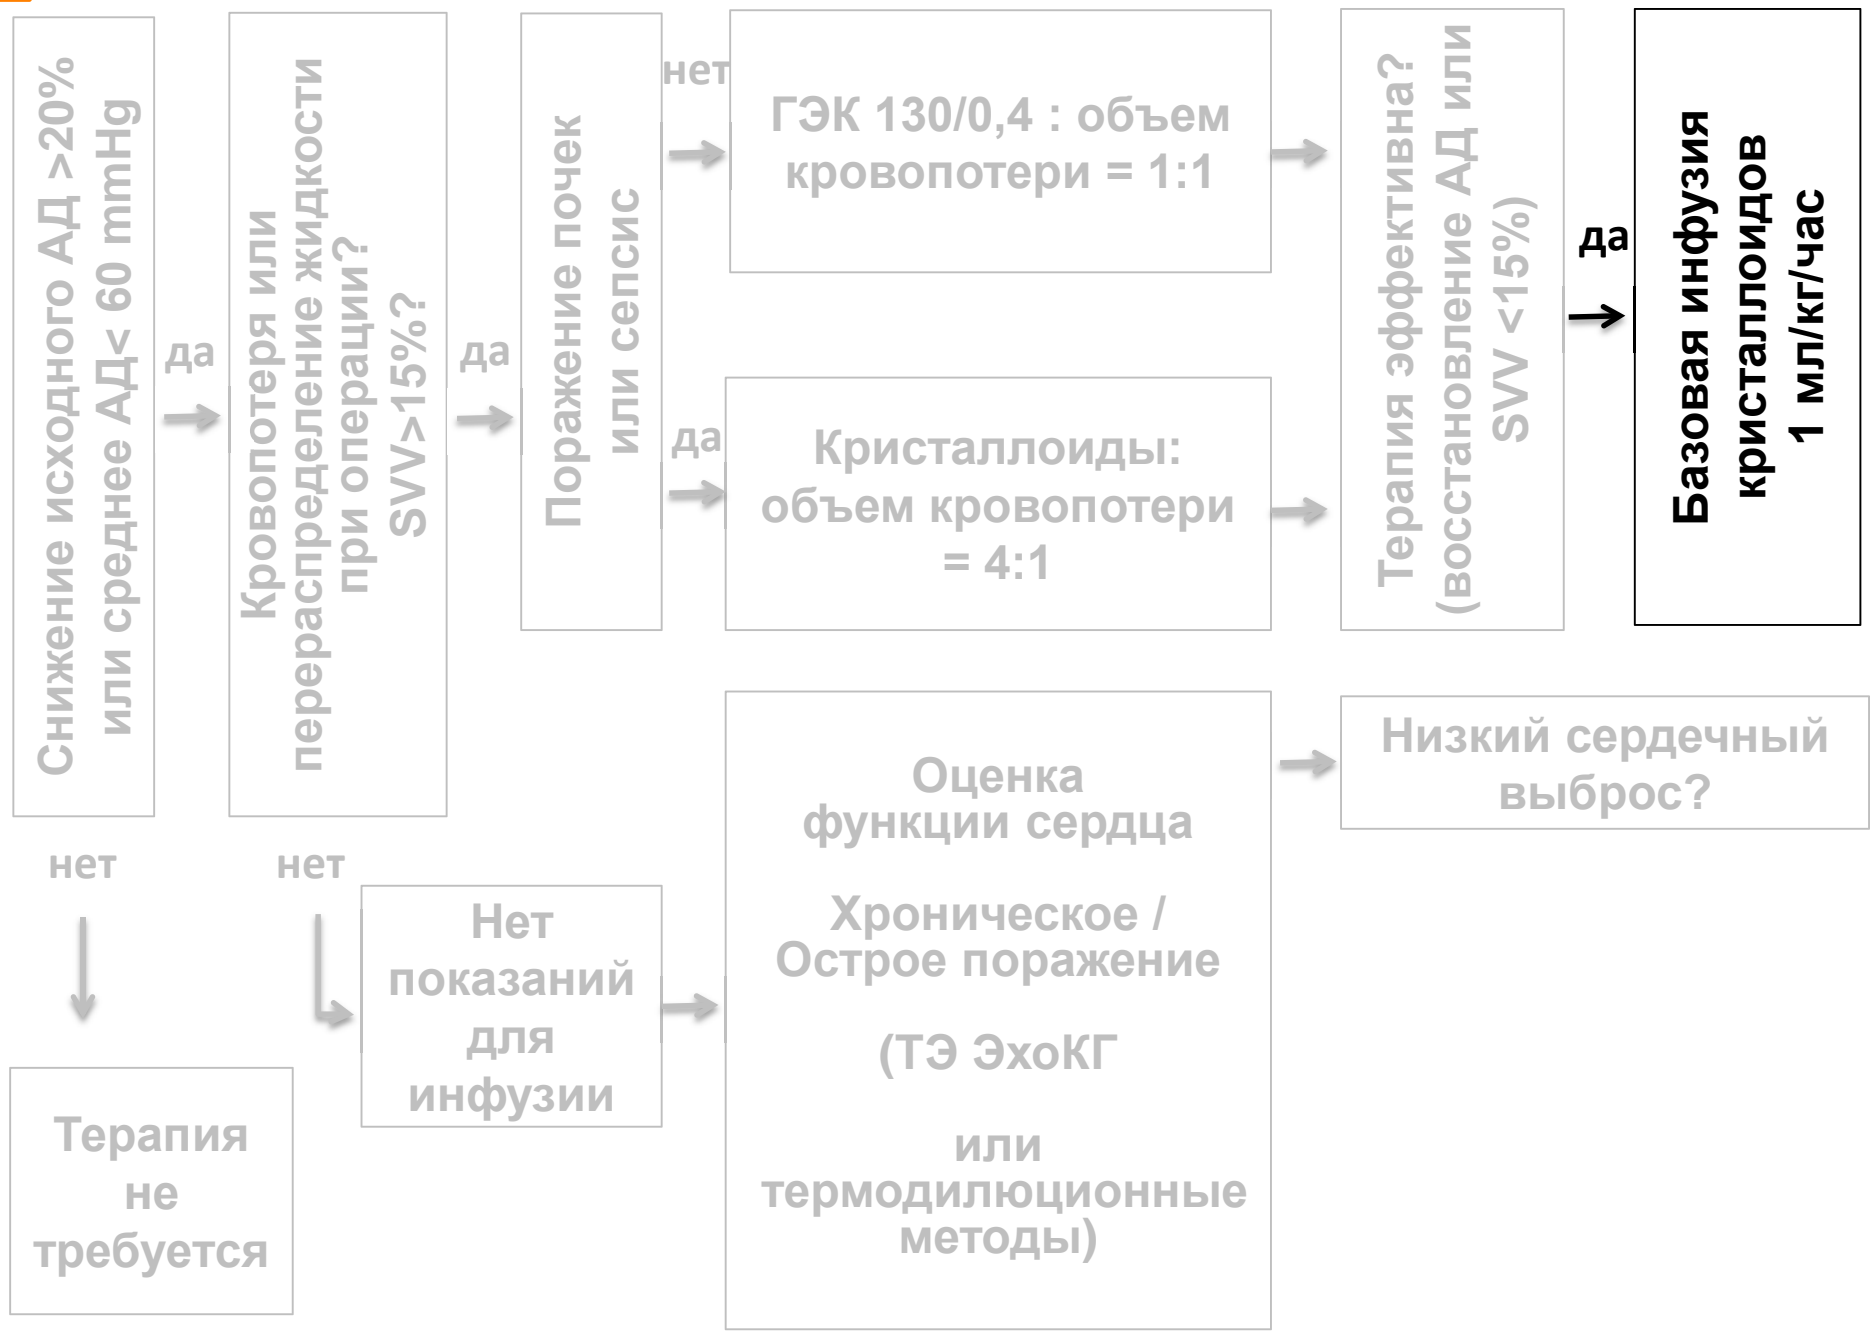 Снижение исходного АД >20%
или среднее АД< 60 mmHg
да
Кровопотеря или
перераспределение жидкости
при операции?
SVV>15%?
да
Поражение почек
или сепсис
нет
ГЭК 130/0,4 : объем
кровопотери = 1:1
да
Кристаллоиды:
объем кровопотери
= 4:1
Терапия эффективна?
(восстановление АД или
SVV <15%)
да
Базовая инфузия
кристаллоидов
1 мл/кг/час
нет
Терапия
не
требуется
нет
Нет
показаний
для
инфузии
Оценка
функции сердца
Хроническое /
Острое поражение
(ТЭ ЭхоКГ
или
термодилюционные
методы)
Низкий сердечный
выброс?